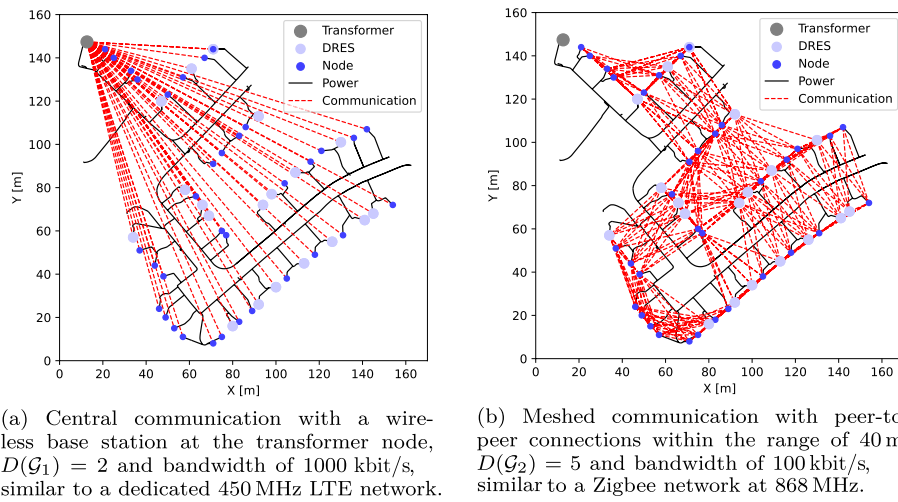 160
140
120
100
80
60
40
20
0
0 20 40 60 80 100 120 140 160
X [m]
Y [m]
Transformer
DRES
Node
Power
Communication
(a) Central communication with a wire-
less base station at the transformer node,
D(𝒢₁) = 2 and bandwidth of 1000 kbit/s,
similar to a dedicated 450 MHz LTE network.
160
140
120
100
80
60
40
20
0
0 20 40 60 80 100 120 140 160
X [m]
Y [m]
Transformer
DRES
Node
Power
Communication
(b) Meshed communication with peer-to
peer connections within the range of 40 m
D(𝒢₂) = 5 and bandwidth of 100 kbit/s,
similar to a Zigbee network at 868 MHz.